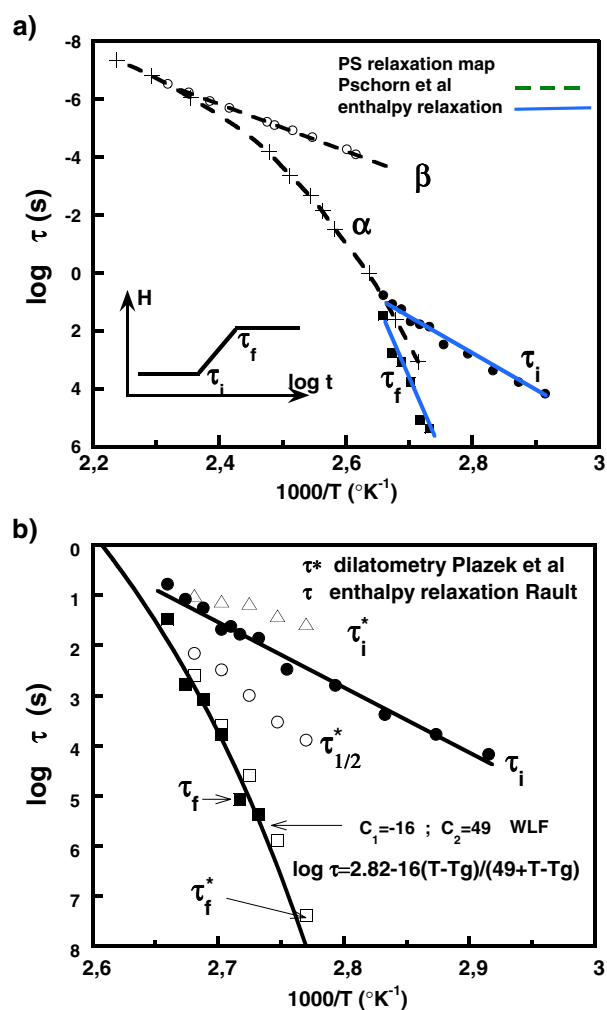 a)
-8
-6
-4
-2
0
2
4
6
log τ (s)
PS relaxation map
Pschorn et al
enthalpy relaxation
β
α
τi
τf
H
τf
τi
log t
2,2
2,4
2,6
2,8
3
1000/T (°K-1)
b)
0
1
2
3
4
5
6
7
8
log τ (s)
τ* dilatometry Plazek et al
τ enthalpy relaxation Rault
τi*
τ1/2*
τi
τf
C1=-16 ; C2=49 WLF
log τ=2.82-16(T-Tg)/(49+T-Tg)
τf*
2,6
2,7
2,8
2,9
3
1000/T (°K-1)